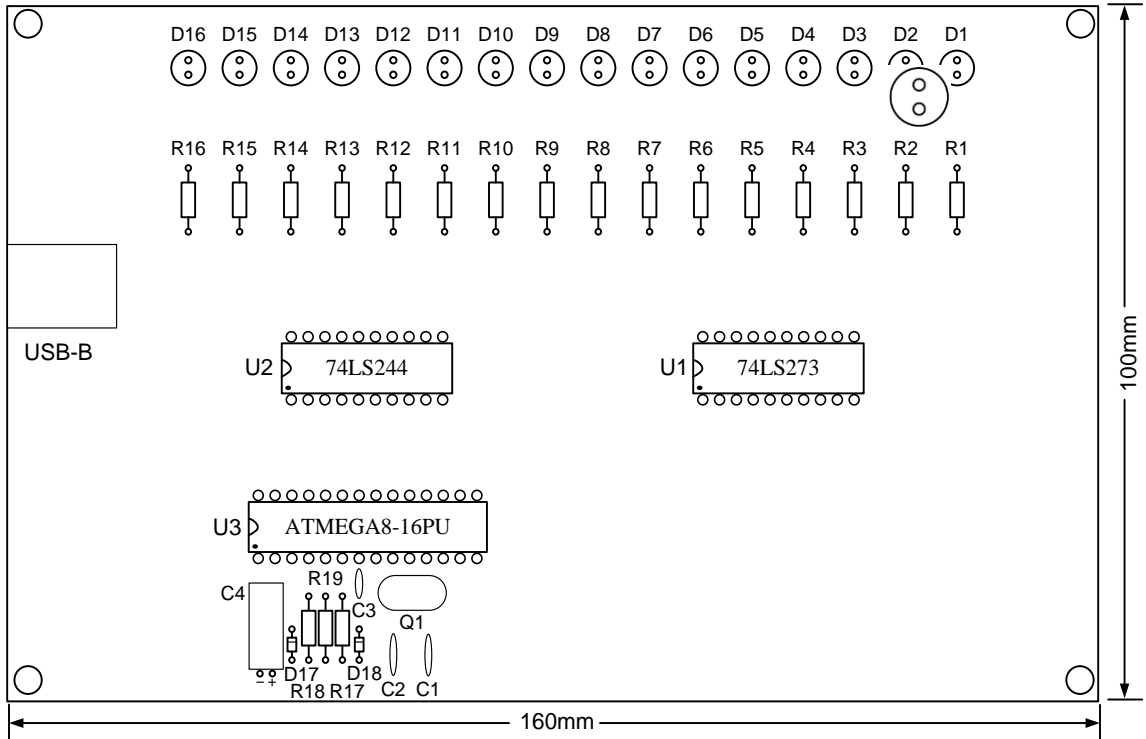 D16 D15 D14 D13 D12 D11 D10 D9 D8 D7 D6 D5 D4 D3 D2 D1
R16 R15 R14 R13 R12 R11 R10 R9 R8 R7 R6 R5 R4 R3 R2 R1
USB-B
100mm
U2 74LS244
U1 74LS273
U3 ATMEGA8-16PU
R19
C4
C3
Q1
D17
D18
- +
R18 R17 C2 C1
160mm